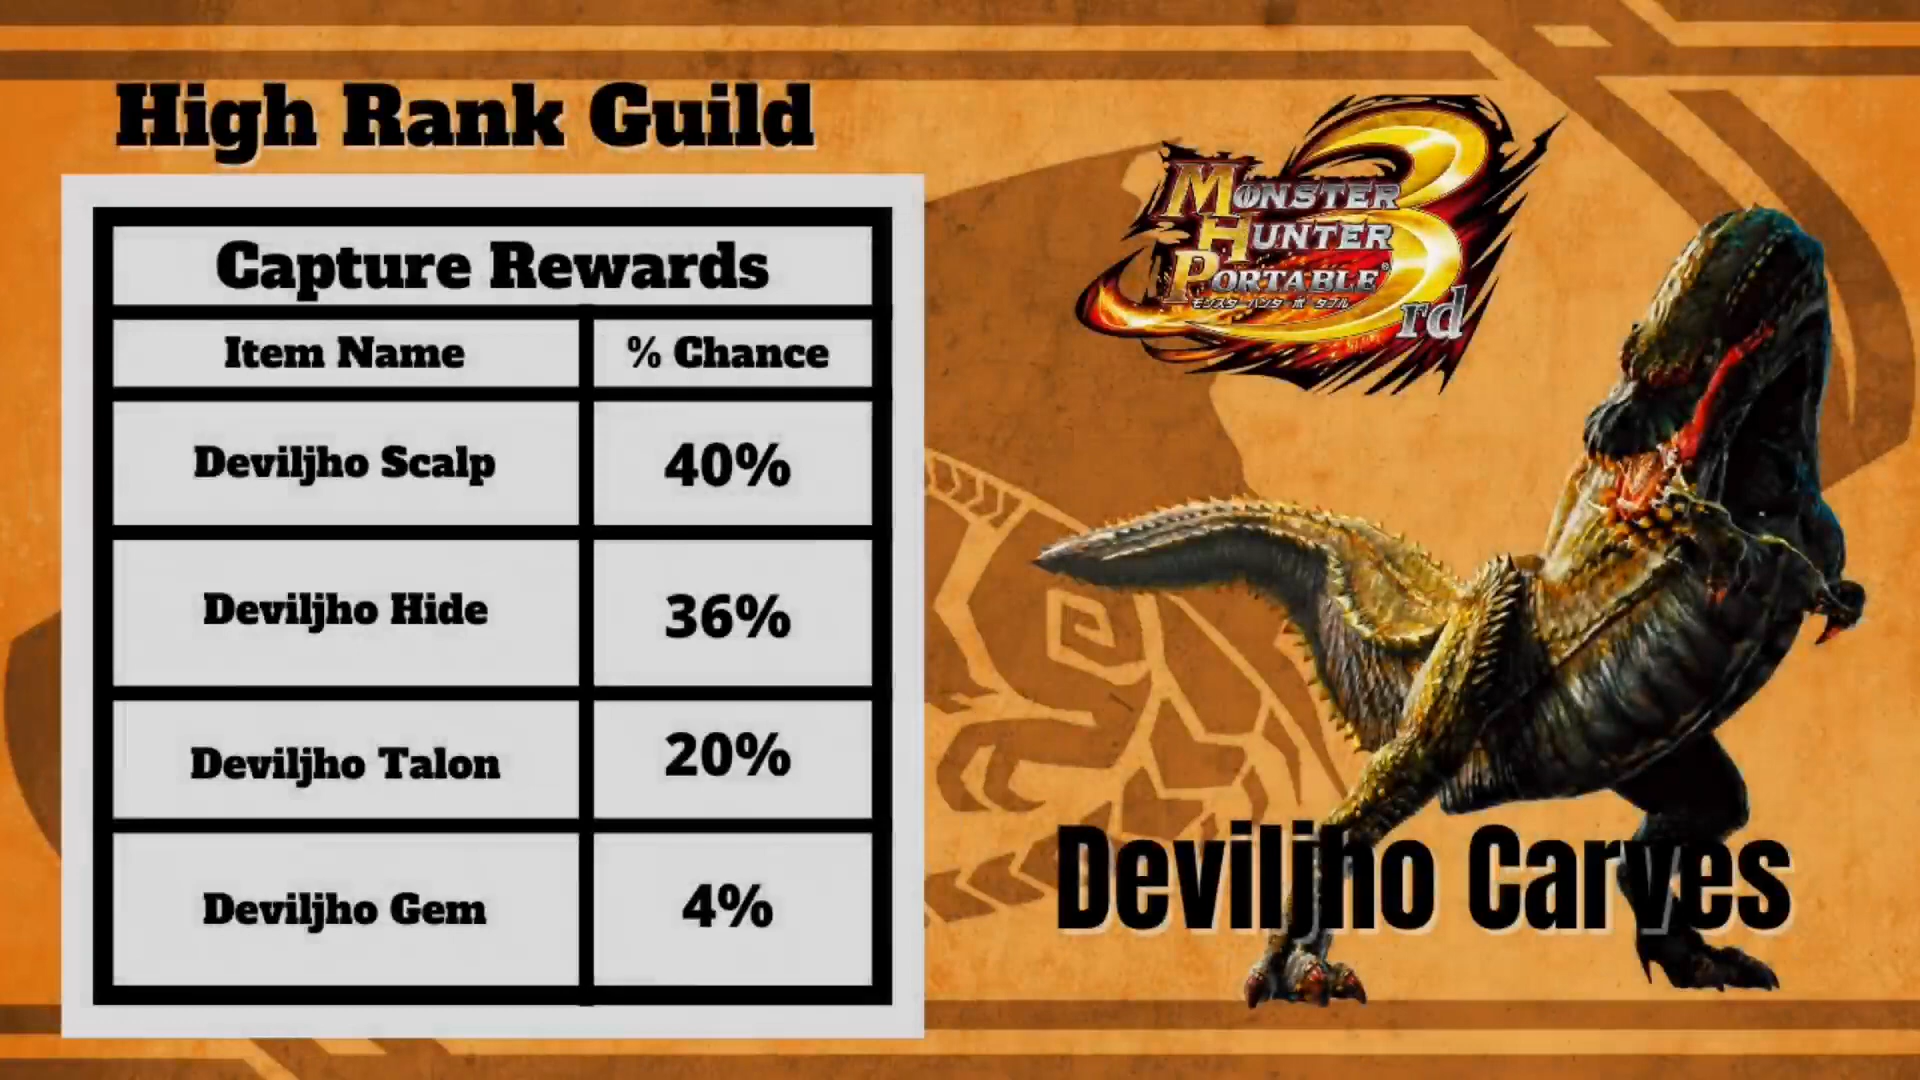 High Rank Guild
Capture Rewards
Item Name % Chance
Deviljho Scalp 40%
Deviljho Hide 36%
Deviljho Talon 20%
Deviljho Gem 4%
MONSTER
HUNTER
PORTABLE
3rd
Deviljho Carves